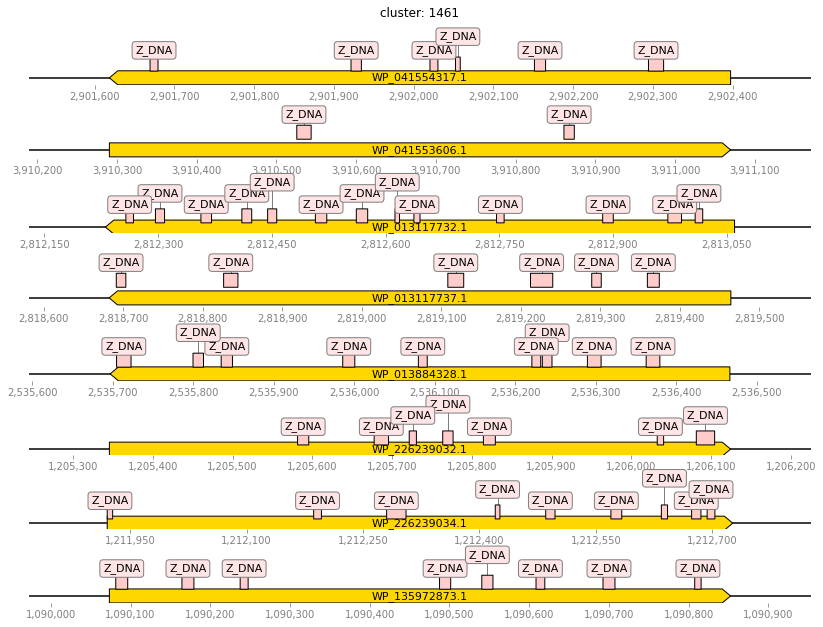 cluster: 1461
Z_DNA
Z_DNA Z_DNA Z_DNA Z_DNA Z_DNA
WP_041554317.1
2,901,600 2,901,700 2,901,800 2,901,900 2,902,000 2,902,100 2,902,200 2,902,300 2,902,400
Z_DNA Z_DNA
WP_041553606.1
3,910,200 3,910,300 3,910,400 3,910,500 3,910,600 3,910,700 3,910,800 3,910,900 3,911,000 3,911,100
Z_DNA Z_DNA
Z_DNA Z_DNA Z_DNA Z_DNA
Z_DNA Z_DNA Z_DNA Z_DNA Z_DNA Z_DNA Z_DNA
WP_013117732.1
2,812,150 2,812,300 2,812,450 2,812,600 2,812,750 2,812,900 2,813,050
Z_DNA Z_DNA Z_DNA Z_DNA Z_DNA Z_DNA
WP_013117737.1
2,818,600 2,818,700 2,818,800 2,818,900 2,819,000 2,819,100 2,819,200 2,819,300 2,819,400 2,819,500
Z_DNA Z_DNA
Z_DNA Z_DNA Z_DNA Z_DNA Z_DNA Z_DNA Z_DNA
WP_013884328.1
2,535,600 2,535,700 2,535,800 2,535,900 2,536,000 2,536,100 2,536,200 2,536,300 2,536,400 2,536,500
Z_DNA
Z_DNA Z_DNA
Z_DNA Z_DNA Z_DNA Z_DNA
WP_226239032.1
1,205,300 1,205,400 1,205,500 1,205,600 1,205,700 1,205,800 1,205,900 1,206,000 1,206,100 1,206,200
Z_DNA
Z_DNA Z_DNA
Z_DNA Z_DNA Z_DNA Z_DNA Z_DNA Z_DNA
WP_226239034.1
1,211,950 1,212,100 1,212,250 1,212,400 1,212,550 1,212,700
Z_DNA
Z_DNA Z_DNA Z_DNA Z_DNA Z_DNA Z_DNA Z_DNA
WP_135972873.1
1,090,000 1,090,100 1,090,200 1,090,300 1,090,400 1,090,500 1,090,600 1,090,700 1,090,800 1,090,900